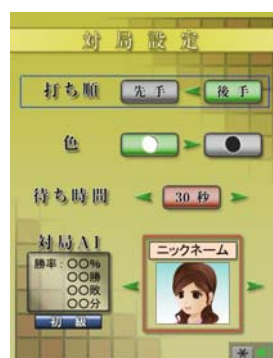 対局設定
打ち順 先手 後手
色
待ち時間 30 秒
対局AI
勝率:〇〇%
〇〇勝
〇〇敗
〇〇分
初級
ニックネーム
*